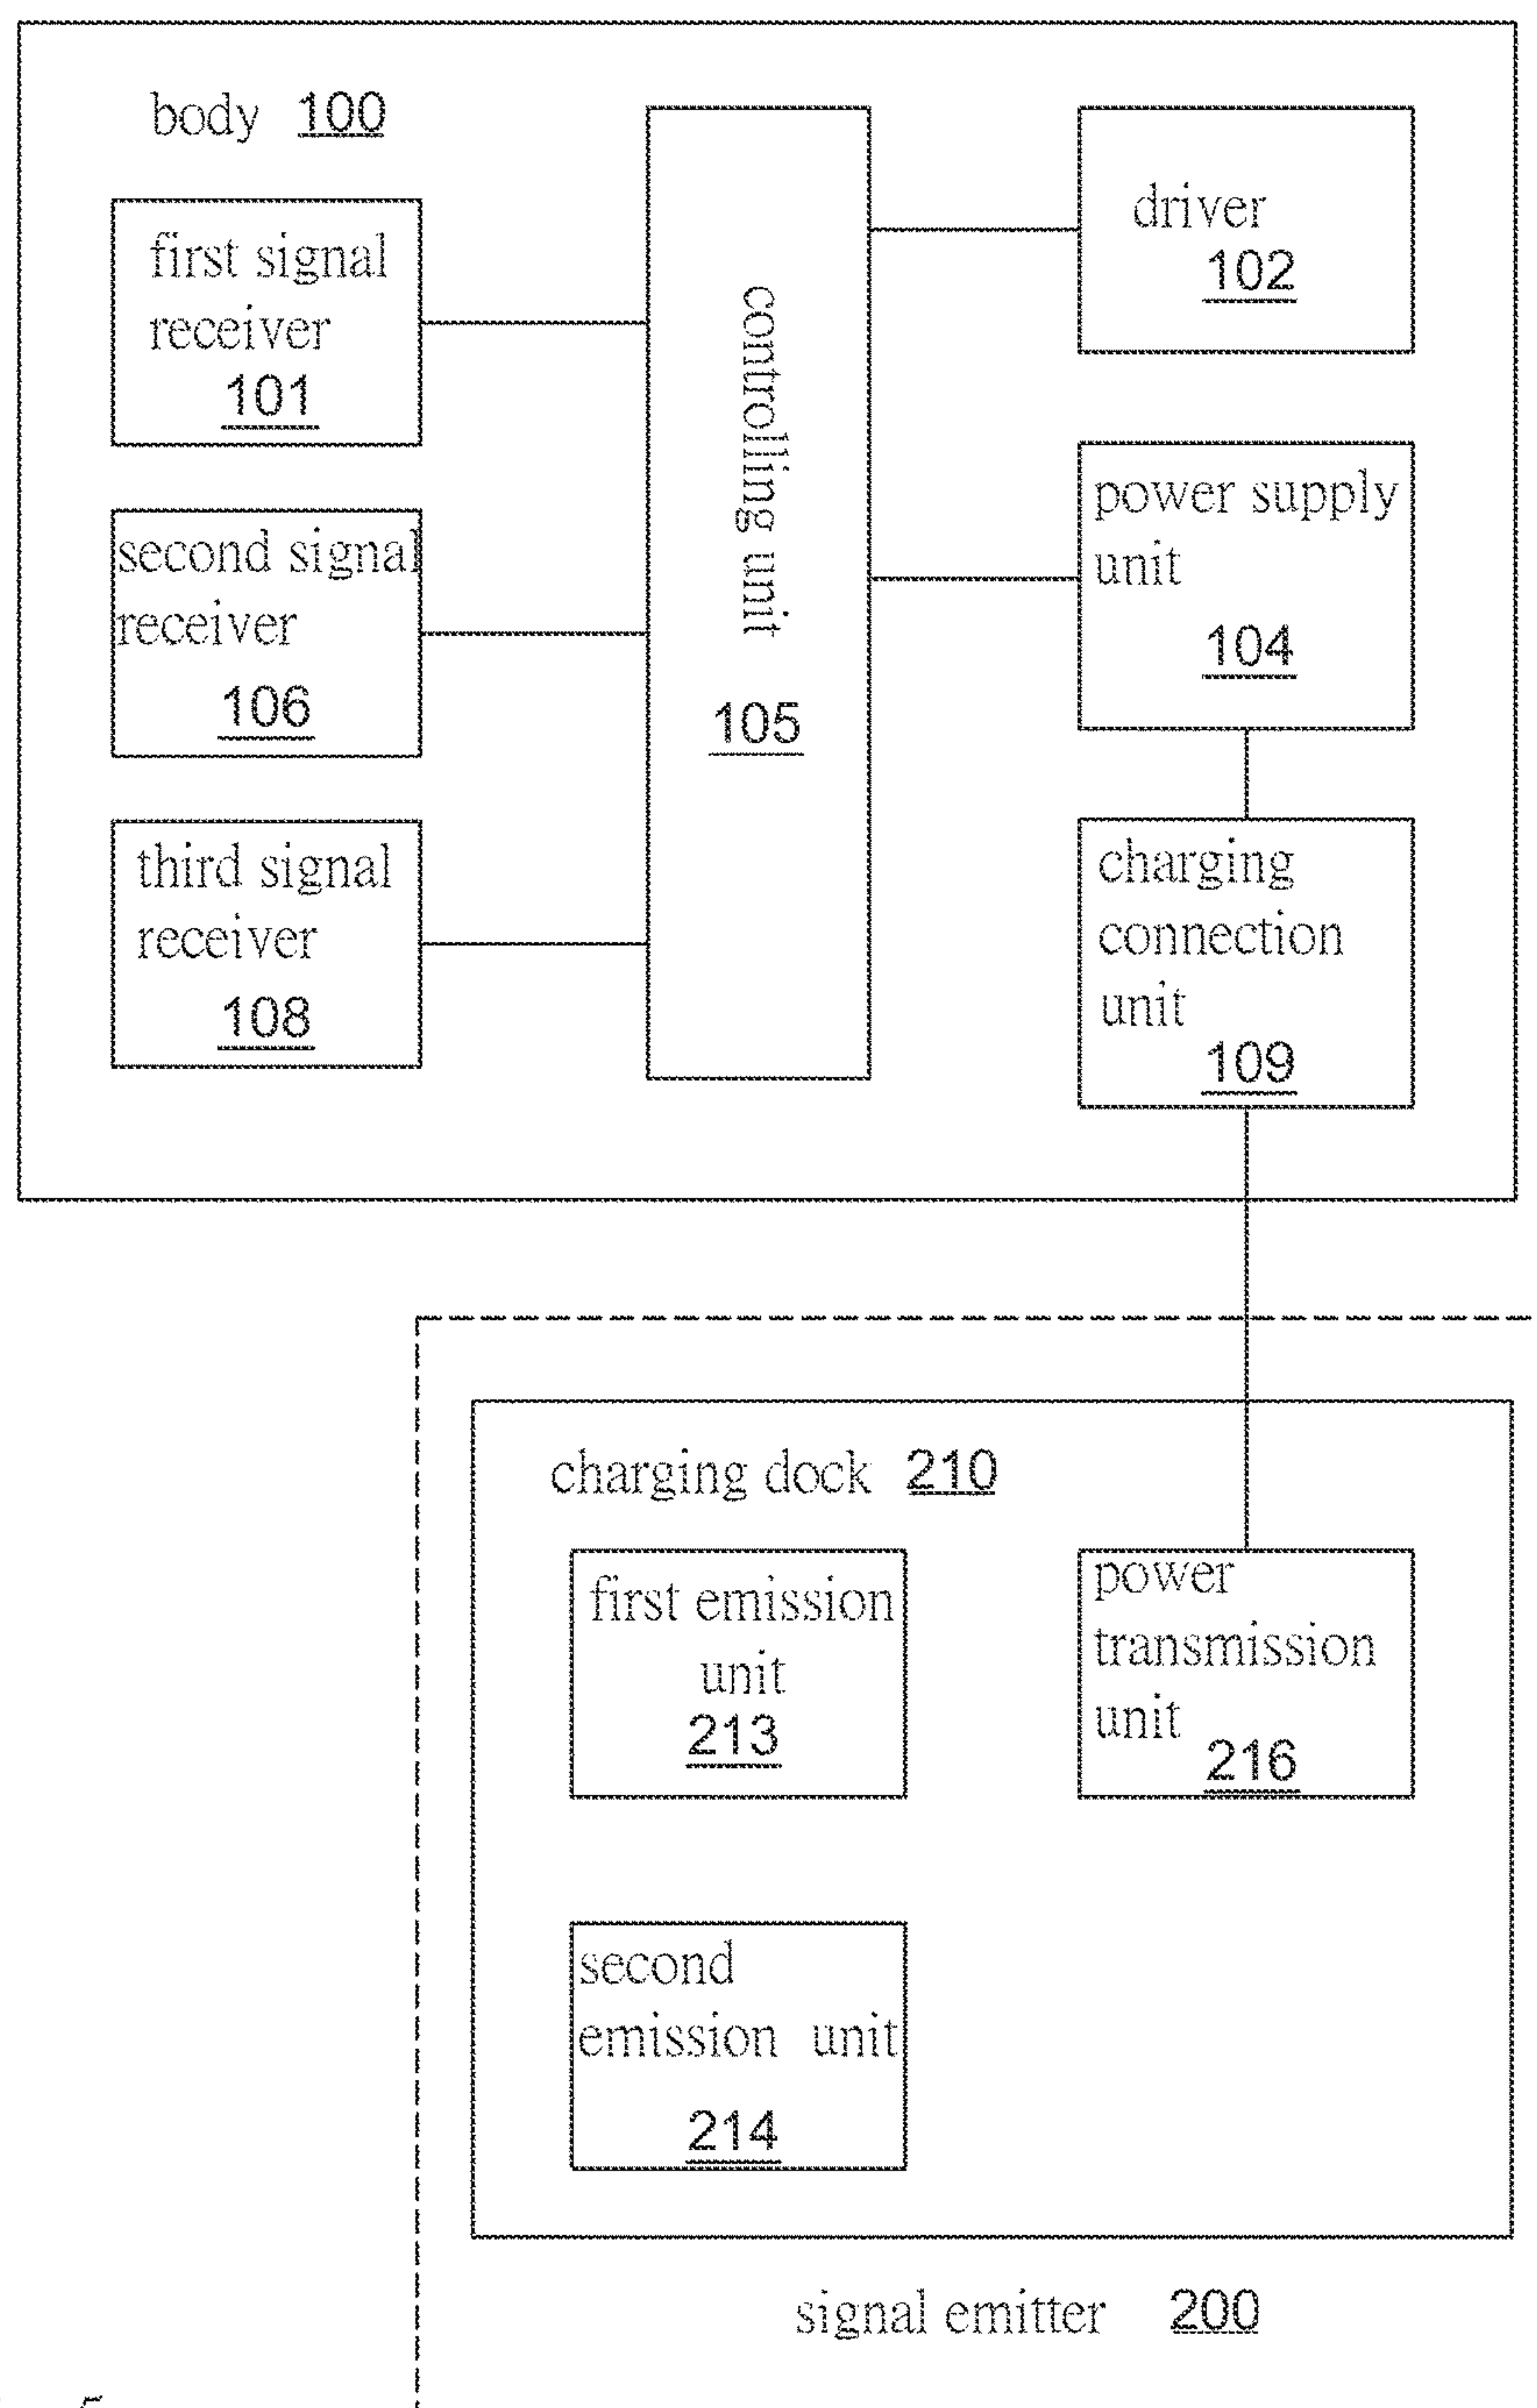 body 100
first signal
receiver
101
second signal
receiver
106
third signal
receiver
108
controlling unit
105
driver
102
power supply
unit
104
charging
connection
unit
109
charging dock 210
first emission
unit
213
power
transmission
unit
216
second
emission unit
214
signal emitter 200